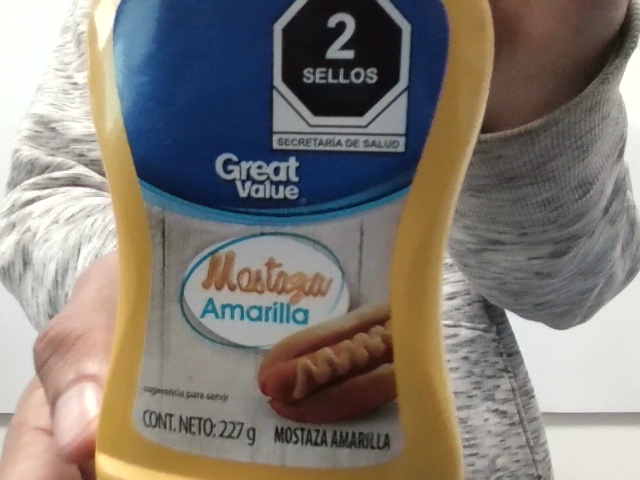 2
SELLOS
SECRETARÍA DE SALUD
Great
Value
Mostaza
Amarilla
sugerencia para servir
CONT. NETO: 227 g
MOSTAZA AMARILLA